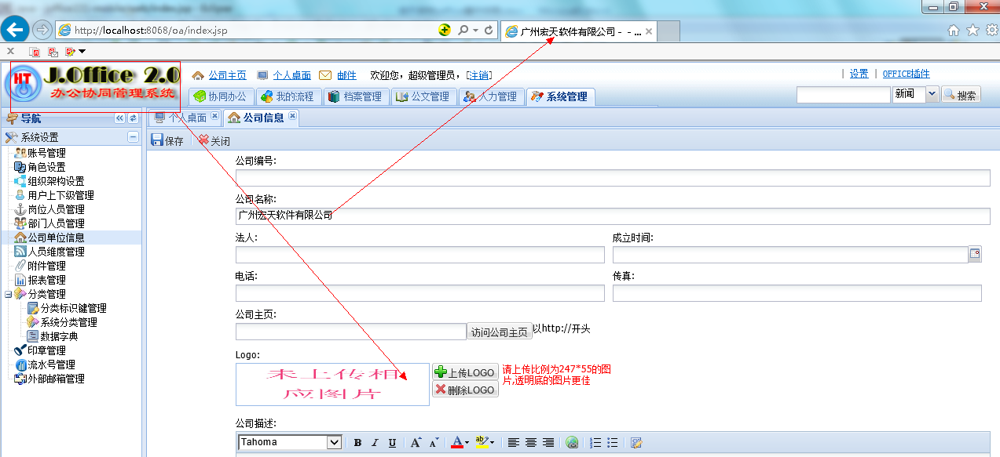 http://localhost:8068/oa/index.jsp
广州宏天软件有限公司 - - ...
HT J.Office 2.0
办公协同管理系统
公司主页 个人桌面 邮件 欢迎您，超级管理员，[注销]
设置 | OFFICE插件
协同办公 我的流程 档案管理 公文管理 人力管理 系统管理
新闻 搜索
导航
个人桌面 公司信息
系统设置
保存 关闭
账号管理
角色设置
组织架构设置
用户上下级管理
岗位人员管理
部门人员管理
公司单位信息
人员维度管理
附件管理
报表管理
分类管理
分类标识键管理
系统分类管理
数据字典
印章管理
流水号管理
外部邮箱管理
公司编号:
公司名称:
广州宏天软件有限公司
法人: 成立时间:
电话: 传真:
公司主页:
访问公司主页 以http://开头
Logo:
未上传相
应图片
上传LOGO
删除LOGO
请上传比例为247*55的图
片,透明底的图片更住
公司描述:
Tahoma B I U A A A ab